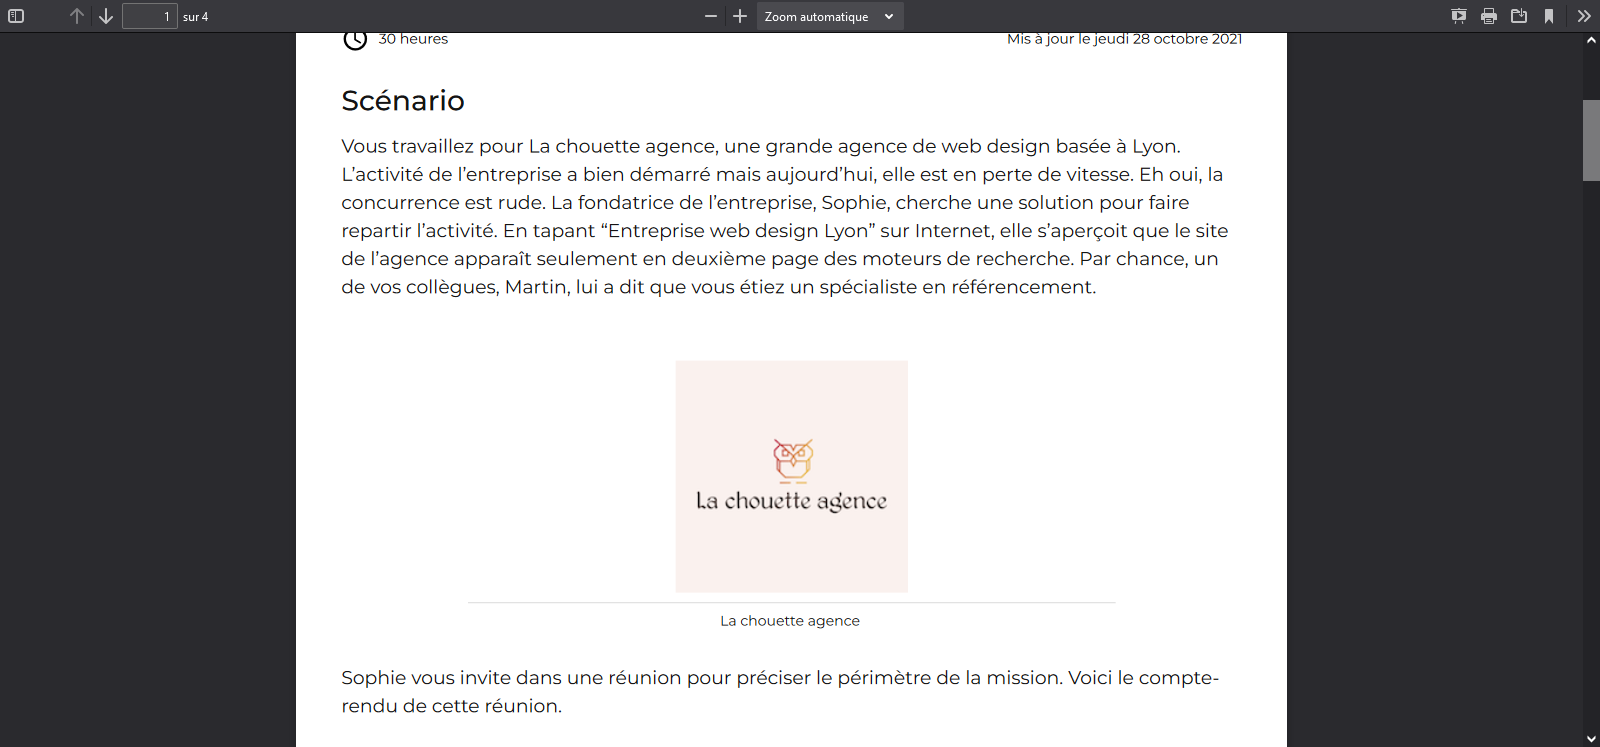 1 sur 4
Zoom automatique
30 heures
Mis à jour le jeudi 28 octobre 2021
Scénario
Vous travaillez pour La chouette agence, une grande agence de web design basée à Lyon.
L’activité de l’entreprise a bien démarré mais aujourd’hui, elle est en perte de vitesse. Eh oui, la
concurrence est rude. La fondatrice de l’entreprise, Sophie, cherche une solution pour faire
repartir l’activité. En tapant “Entreprise web design Lyon” sur Internet, elle s’aperçoit que le site
de l’agence apparaît seulement en deuxième page des moteurs de recherche. Par chance, un
de vos collègues, Martin, lui a dit que vous étiez un spécialiste en référencement.
La chouette agence
La chouette agence
Sophie vous invite dans une réunion pour préciser le périmètre de la mission. Voici le compte-
rendu de cette réunion.